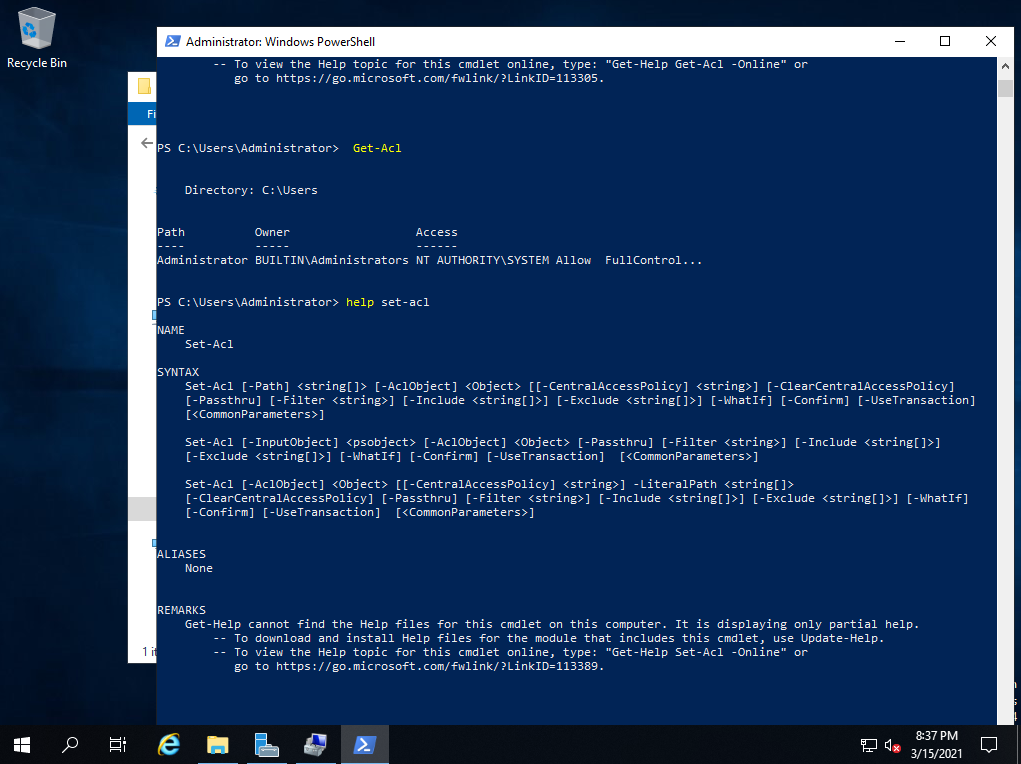 Recycle Bin
Administrator: Windows PowerShell
-- To view the Help topic for this cmdlet online, type: "Get-Help Get-Acl -Online" or
go to https://go.microsoft.com/fwlink/?LinkID=113305.
Fi
PS C:\Users\Administrator>  Get-Acl
Directory: C:\Users
Path Owner Access
---- ----- ------
Administrator BUILTIN\Administrators NT AUTHORITY\SYSTEM Allow  FullControl...
PS C:\Users\Administrator> help set-acl
NAME
Set-Acl
SYNTAX
Set-Acl [-Path] <string[]> [-AclObject] <Object> [[-CentralAccessPolicy] <string>] [-ClearCentralAccessPolicy]
[-Passthru] [-Filter <string>] [-Include <string[]>] [-Exclude <string[]>] [-WhatIf] [-Confirm] [-UseTransaction]
[<CommonParameters>]
Set-Acl [-InputObject] <psobject> [-AclObject] <Object> [-Passthru] [-Filter <string>] [-Include <string[]>]
[-Exclude <string[]>] [-WhatIf] [-Confirm] [-UseTransaction]  [<CommonParameters>]
Set-Acl [-AclObject] <Object> [[-CentralAccessPolicy] <string>] -LiteralPath <string[]>
[-ClearCentralAccessPolicy] [-Passthru] [-Filter <string>] [-Include <string[]>] [-Exclude <string[]>] [-WhatIf]
[-Confirm] [-UseTransaction]  [<CommonParameters>]
ALIASES
None
REMARKS
Get-Help cannot find the Help files for this cmdlet on this computer. It is displaying only partial help.
-- To download and install Help files for the module that includes this cmdlet, use Update-Help.
-- To view the Help topic for this cmdlet online, type: "Get-Help Set-Acl -Online" or
go to https://go.microsoft.com/fwlink/?LinkID=113389.
1 it
8:37 PM
3/15/2021